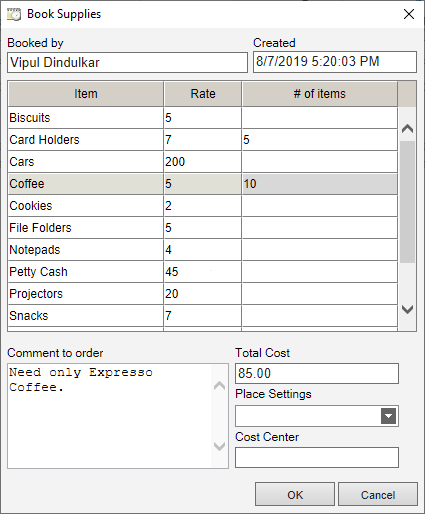 Book Supplies
Booked by Created
Vipul Dindulkar 8/7/2019 5:20:03 PM
Item Rate # of items
Biscuits 5
Card Holders 7 5
Cars 200
Coffee 5 10
Cookies 2
File Folders 5
Notepads 4
Petty Cash 45
Projectors 20
Snacks 7
Comment to order
Need only Expresso
Coffee.
Total Cost
85.00
Place Settings
Cost Center
OK Cancel